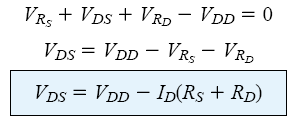 V_{R_S} + V_{DS} + V_{R_D} − V_{DD} = 0
V_{DS} = V_{DD} − V_{R_S} − V_{R_D}
V_{DS} = V_{DD} − I_D(R_S + R_D)